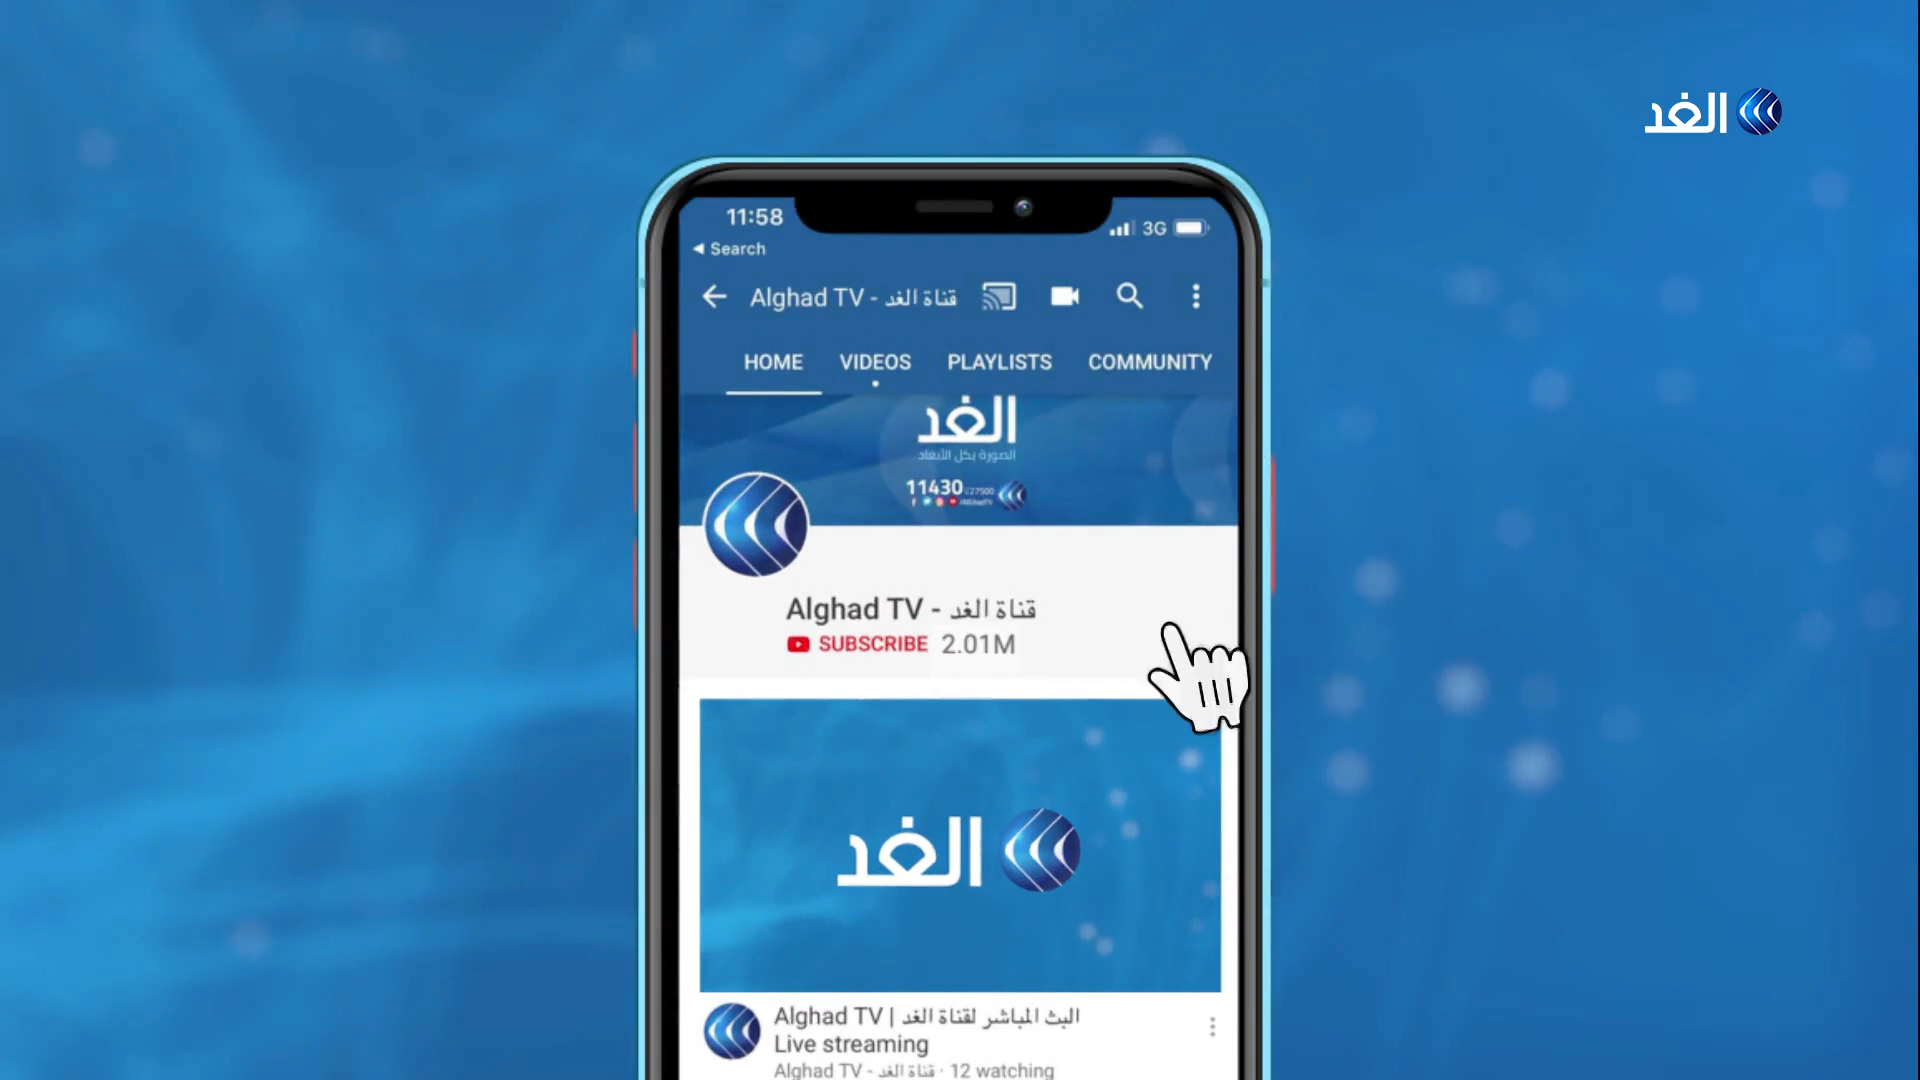 الغد
11:58
3G
Search
Alghad TV - قناة الغد
HOME VIDEOS PLAYLISTS COMMUNITY
الغد
الصورة بكل الأبعاد
11430
27500
Alghad TV - قناة الغد
SUBSCRIBE 2.01M
الغد
Alghad TV | البث المباشر لقناة الغد
Live streaming
Alghad TV - قناة الغد · 12 watching